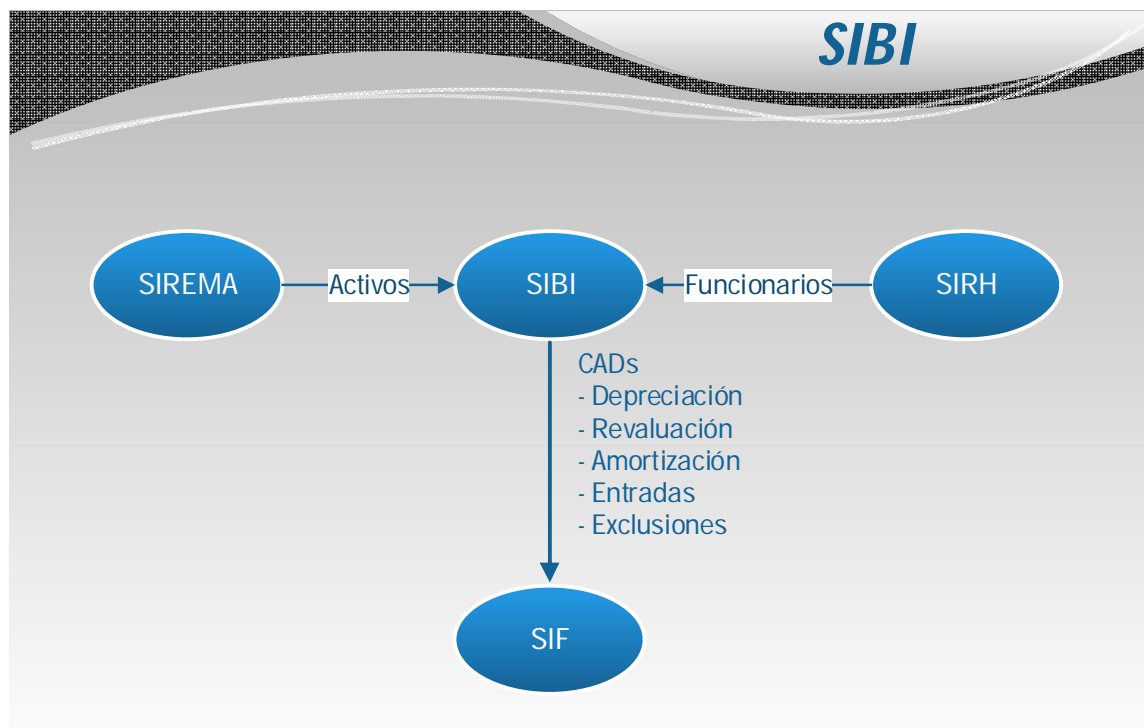 SIBI
SIREMA
Activos
SIBI
Funcionarios
SIRH
CADs
- Depreciación
- Revaluación
- Amortización
- Entradas
- Exclusiones
SIF